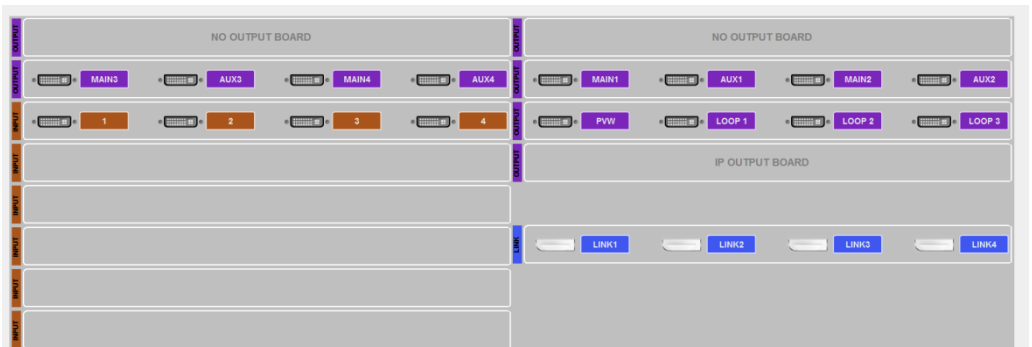 OUTPUT NO OUTPUT BOARD OUTPUT NO OUTPUT BOARD
OUTPUT MAIN3 AUX3 MAIN4 AUX4 OUTPUT MAIN1 AUX1 MAIN2 AUX2
INPUT 1 2 3 4 OUTPUT PVW LOOP 1 LOOP 2 LOOP 3
INPUT OUTPUT IP OUTPUT BOARD
INPUT
INPUT LINK LINK1 LINK2 LINK3 LINK4
INPUT
INPUT